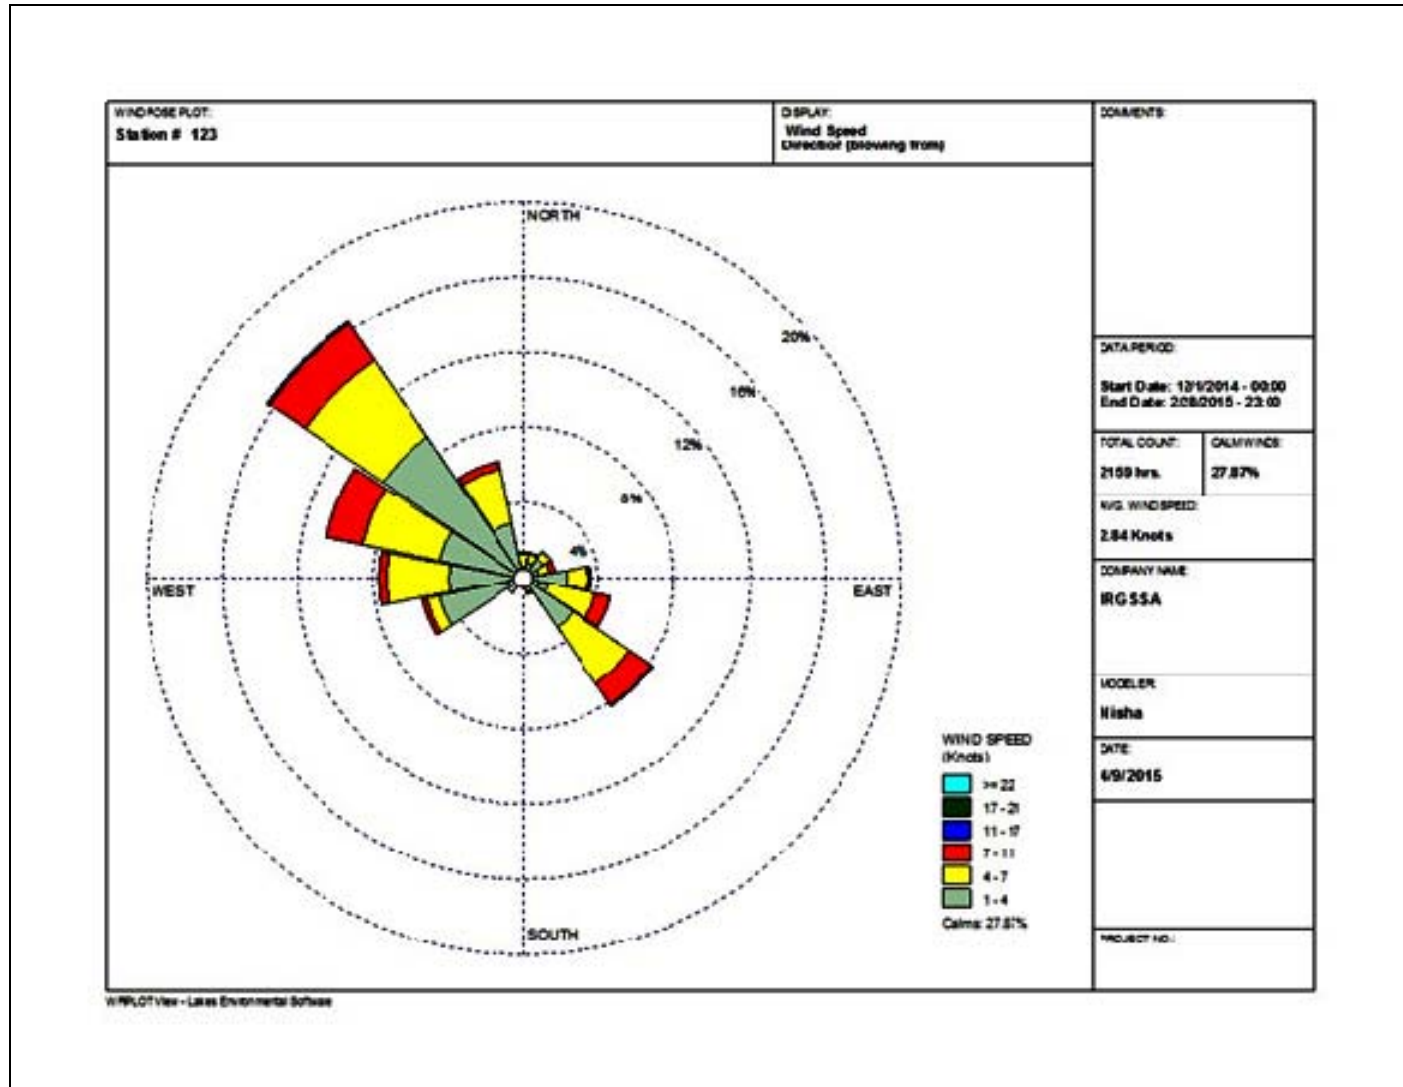 WIND ROSE PLOT:
Station # 123
DISPLAY:
Wind Speed
Direction (blowing from)
COMMENTS:
NORTH
20%
16%
12%
8%
4%
WEST
EAST
SOUTH
WIND SPEED
(Knots)
>= 22
17 - 21
11 - 17
7 - 11
4 - 7
1 - 4
Calms: 27.87%
DATA PERIOD:
Start Date: 12/1/2014 - 00:00
End Date: 2/28/2015 - 23:00
TOTAL COUNT:
2159 hrs.
CALM WINDS:
27.87%
AVG. WIND SPEED:
2.84 Knots
COMPANY NAME:
IRGSSA
MODELER:
Nisha
DATE:
PROJECT NO.:
WRPLOT View - Lakes Environmental Software